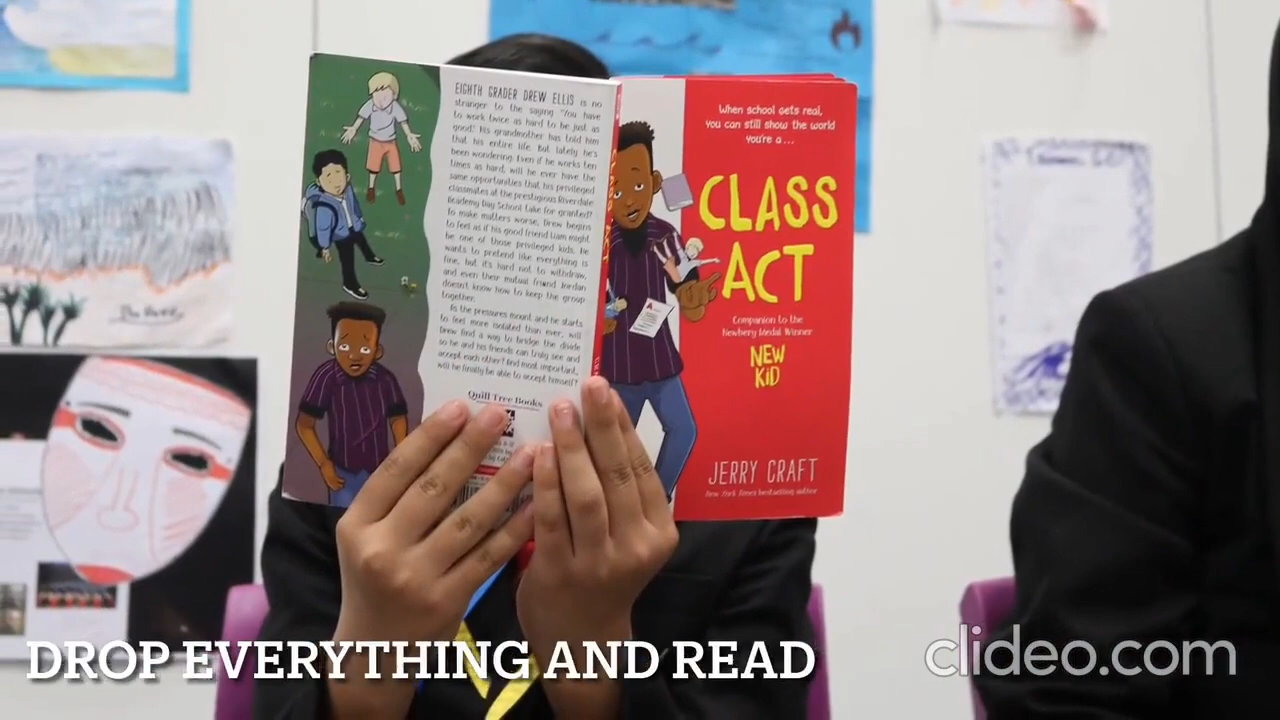 EIGHTH GRADER DREW ELLIS is no
stranger to the saying "You have
to work twice as hard to be just as
good." His grandmother has told him
that his entire life. But lately he's
been wondering: Even if he works ten
times as hard, will he ever have the
same opportunities that his privileged
classmates at the prestigious Riverdale
Academy Day School take for granted?
To make matters worse, Drew begins
to feel as if his good friend Liam might
be one of those privileged kids. He
wants to pretend like everything is
fine, but it's hard not to withdraw,
and even their mutual friend Jordan
doesn't know how to keep the group
together.
As the pressures mount, and he starts
to feel more isolated than ever, will
Drew find a way to bridge the divide
so he and his friends can truly see and
accept each other? And most important,
will he finally be able to accept himself?
Quill Tree Books
When school gets real,
you can still show the world
you're a...
CLASS
ACT
Companion to the
Newbery Medal Winner
NEW
KID
JERRY CRAFT
New York Times bestselling author
DROP EVERYTHING AND READ
clideo.com